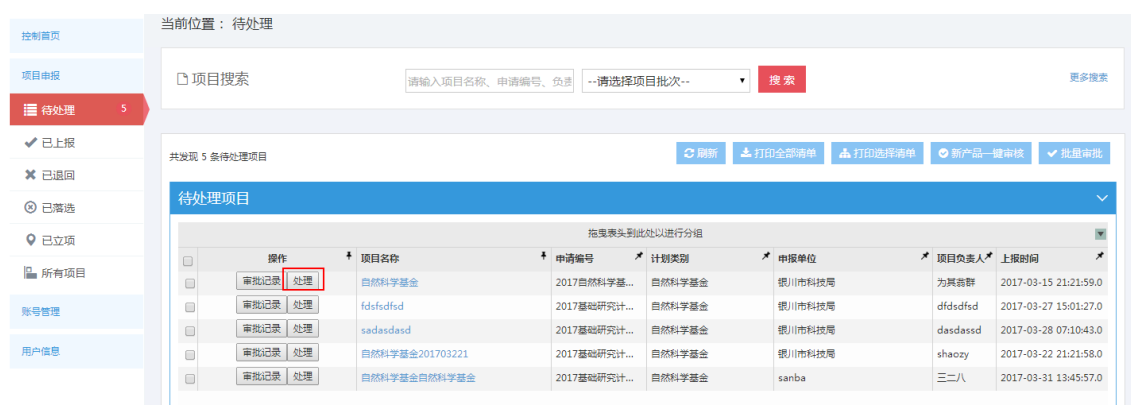 当前位置： 待处理
控制首页
项目申报
待处理 5
已上报
已退回
已落选
已立项
所有项目
账号管理
用户信息
项目搜索 请输入项目名称、申请编号、负责 --请选择项目批次-- 搜 索 更多搜索
共发现 5 条待处理项目 刷新 打印全部清单 打印选择清单 新产品一键审核 批量审批
待处理项目
拖曳表头到此处以进行分组
操作 项目名称 申请编号 计划类别 申报单位 项目负责人 上报时间
审批记录 处理 自然科学基金 2017自然科学基... 自然科学基金 银川市科技局 为其翁群 2017-03-15 21:21:59.0
审批记录 处理 fdsfsdfsd 2017基础研究计... 自然科学基金 银川市科技局 dfdsdfsd 2017-03-27 15:01:27.0
审批记录 处理 sadasdasd 2017基础研究计... 自然科学基金 银川市科技局 dasdassd 2017-03-28 07:10:43.0
审批记录 处理 自然科学基金201703221 2017基础研究计... 自然科学基金 银川市科技局 shaozy 2017-03-22 21:21:58.0
审批记录 处理 自然科学基金自然科学基金 2017基础研究计... 自然科学基金 sanba 三二八 2017-03-31 13:45:57.0